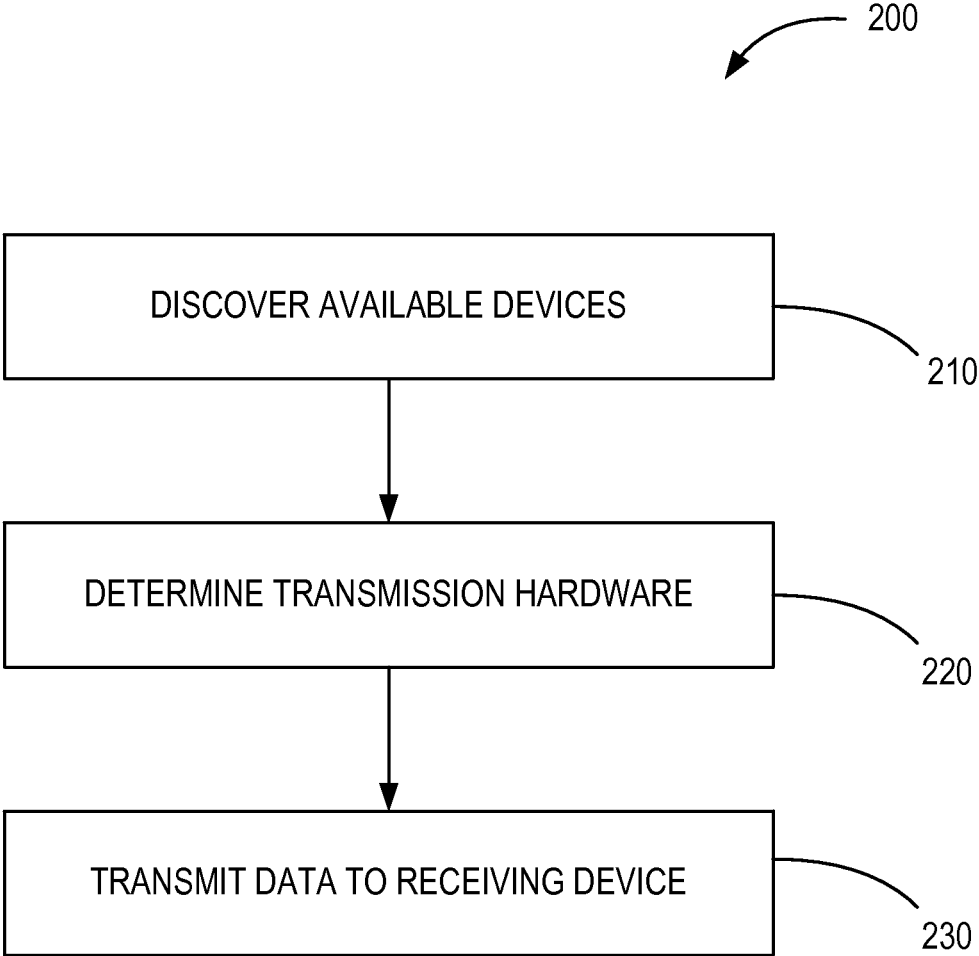 200
DISCOVER AVAILABLE DEVICES
210
DETERMINE TRANSMISSION HARDWARE
220
TRANSMIT DATA TO RECEIVING DEVICE
230